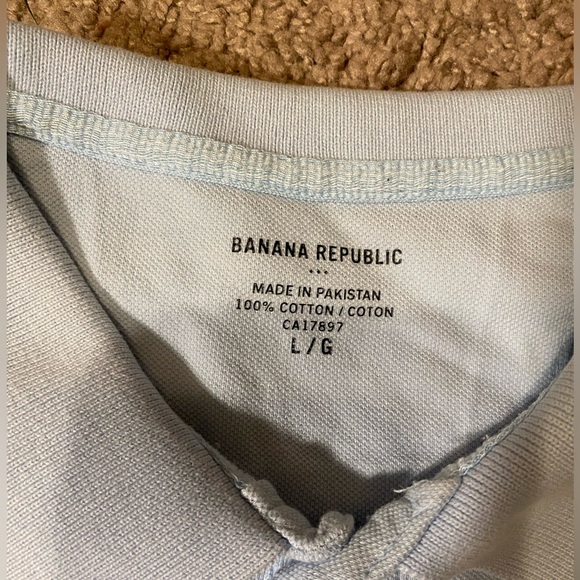 BANANA REPUBLIC
...
MADE IN PAKISTAN
100% COTTON / COTON
CA17897
L / G